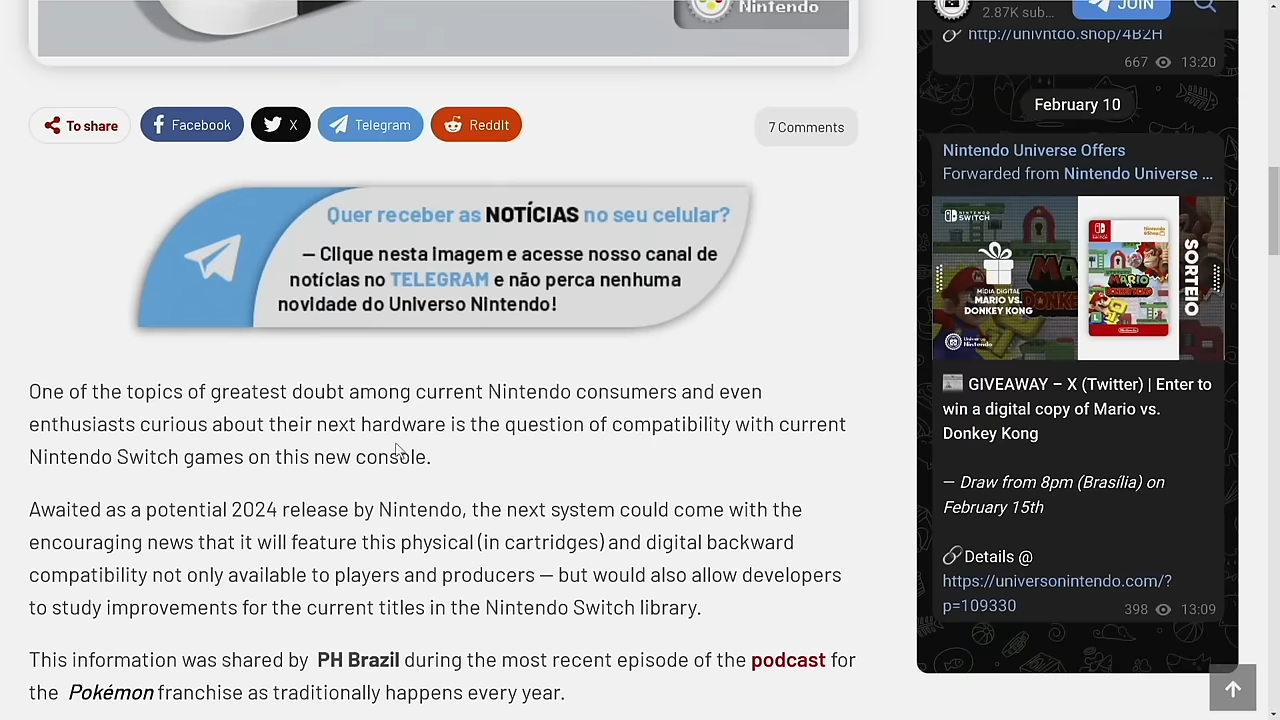 Nintendo
To share
Facebook
X
Telegram
ReddIt
7 Comments
Quer receber as NOTÍCIAS no seu celular?
— Clique nesta imagem e acesse nosso canal de
notícias no TELEGRAM e não perca nenhuma
novidade do Universo Nintendo!
One of the topics of greatest doubt among current Nintendo consumers and even
enthusiasts curious about their next hardware is the question of compatibility with current
Nintendo Switch games on this new console.
Awaited as a potential 2024 release by Nintendo, the next system could come with the
encouraging news that it will feature this physical (in cartridges) and digital backward
compatibility not only available to players and producers — but would also allow developers
to study improvements for the current titles in the Nintendo Switch library.
This information was shared by PH Brazil during the most recent episode of the podcast for
the Pokémon franchise as traditionally happens every year.
2.87K sub...
JOIN
http://univntdo.shop/4B2H
667 13:20
February 10
Nintendo Universe Offers
Forwarded from Nintendo Universe ...
NINTENDO
SWITCH
MÍDIA DIGITAL
MARIO VS.
DONKEY KONG
Universo
Nintendo
MARIO
DONKEY KONG
SORTEIO
GIVEAWAY – X (Twitter) | Enter to
win a digital copy of Mario vs.
Donkey Kong
— Draw from 8pm (Brasília) on
February 15th
Details @
https://universonintendo.com/?
p=109330
398 13:09